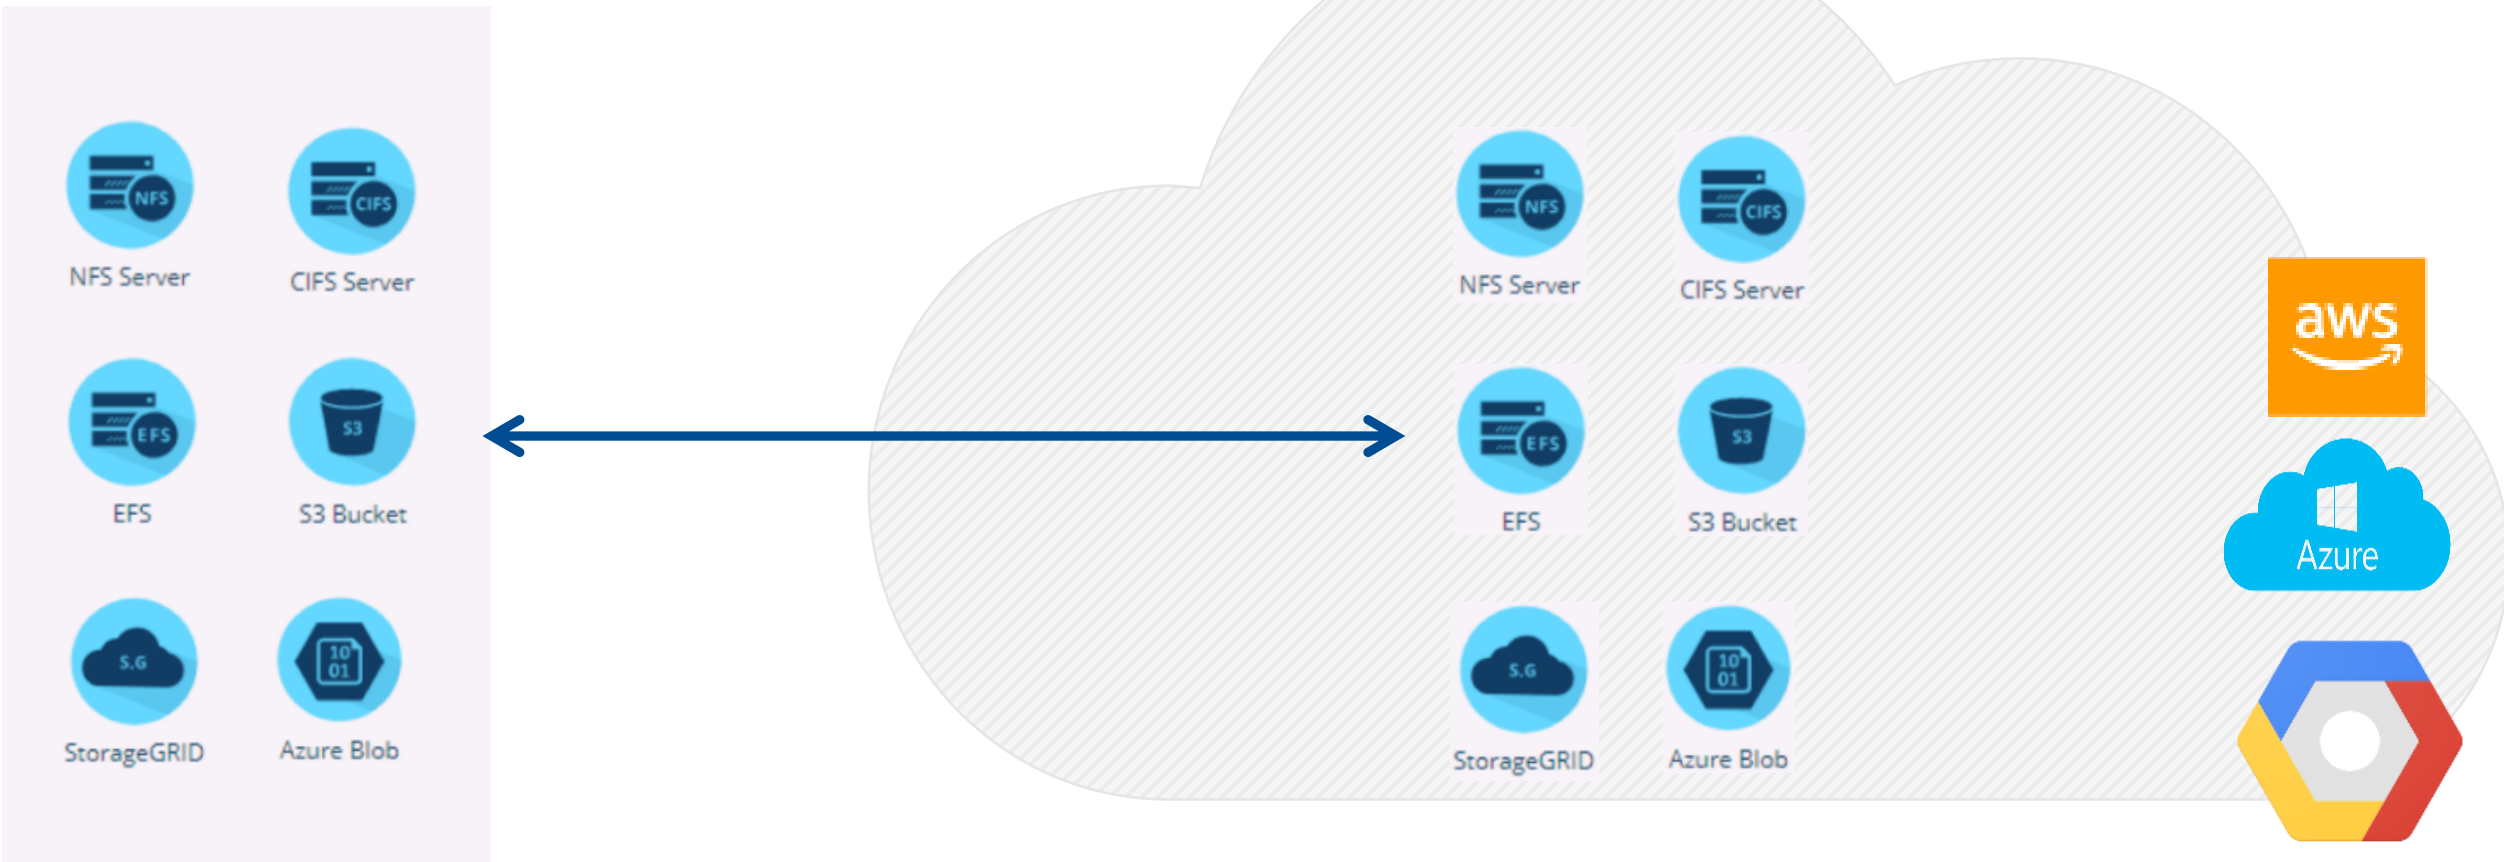 NFS
CIFS
NFS Server
CIFS Server
EFS
S3
EFS
S3 Bucket
S.G
10
01
StorageGRID
Azure Blob
NFS
CIFS
NFS Server
CIFS Server
EFS
S3
EFS
S3 Bucket
S.G
10
01
StorageGRID
Azure Blob
aws
Azure